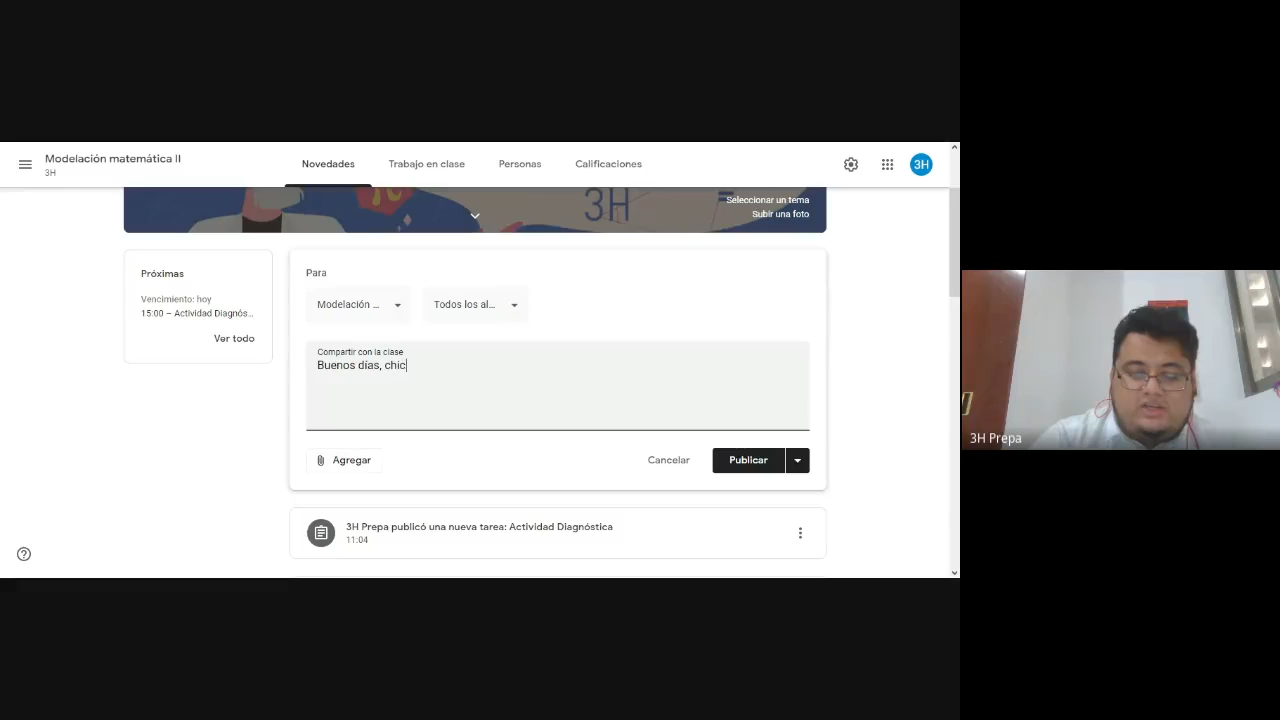 Modelación matemática II
3H
Novedades
Trabajo en clase
Personas
Calificaciones
3H
3H
Seleccionar un tema
Subir una foto
Próximas
Vencimiento: hoy
15:00 – Actividad Diagnós...
Ver todo
Para
Modelación ...
Todos los al...
Compartir con la clase
Buenos días, chic
Agregar
Cancelar
Publicar
3H Prepa publicó una nueva tarea: Actividad Diagnóstica
11:04
3H Prepa